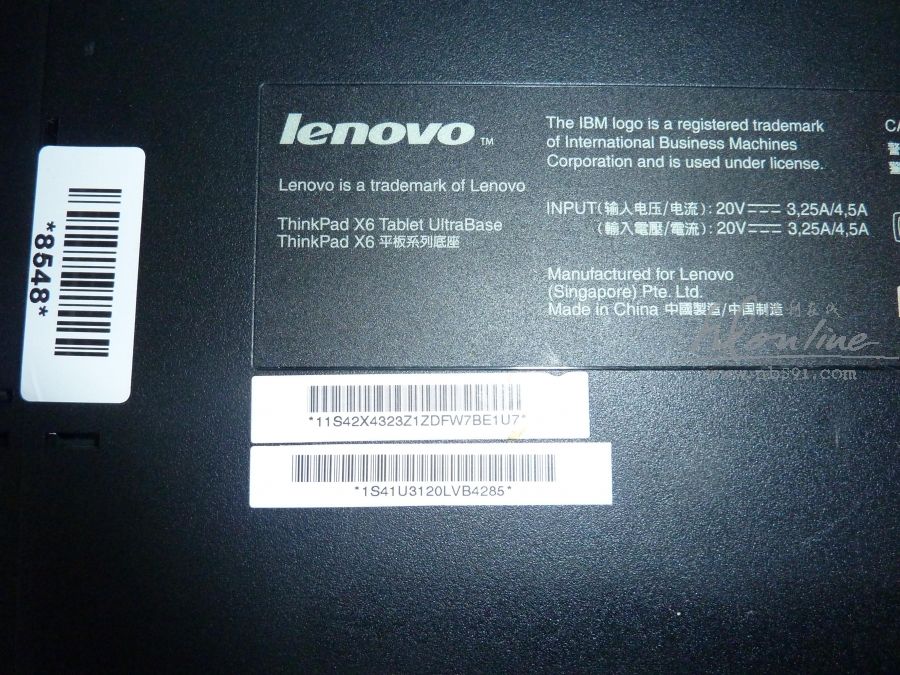 lenovo ™
Lenovo is a trademark of Lenovo
ThinkPad X6 Tablet UltraBase
ThinkPad X6 平板系列底座
The IBM logo is a registered trademark
of International Business Machines
Corporation and is used under license.
INPUT(输入电压/电流): 20V⎓ 3,25A/4,5A
(輸入電壓/電流): 20V⎓ 3,25A/4,5A
Manufactured for Lenovo
(Singapore) Pte. Ltd.
Made in China 中國製造/中国制造
*8548*
*11S42X4323Z1ZDFW7BE1U7*
*1S41U3120LVB4285*